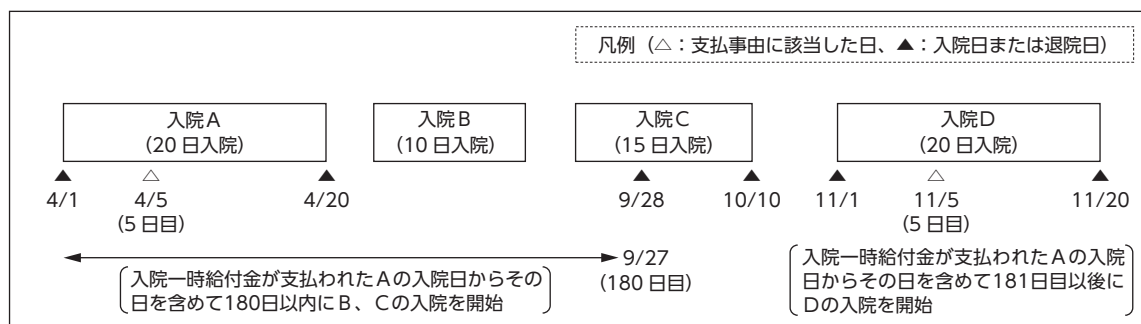 凡例（△：支払事由に該当した日、▲：入院日または退院日）
入院A
（20日入院）
入院B
（10日入院）
入院C
（15日入院）
入院D
（20日入院）
▲ △ ▲ ▲ ▲ ▲ △ ▲
4/1 4/5 4/20 9/28 10/10 11/1 11/5 11/20
（5日目） （5日目）
9/27
（180日目）
入院一時給付金が支払われたAの入院日からその
日を含めて180日以内にB、Cの入院を開始
入院一時給付金が支払われたAの入院
日からその日を含めて181日目以後に
Dの入院を開始